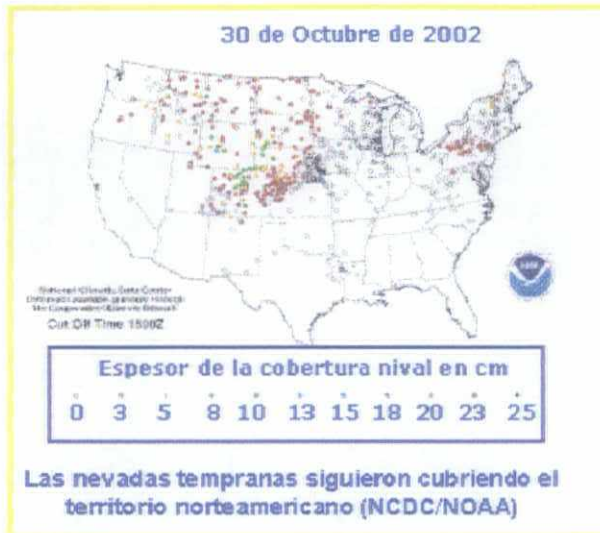 30 de Octubre de 2002
National Climatic Data Center
Cut Off Time 1500Z
Espesor de la cobertura nival en cm
0 3 5 8 10 13 15 18 20 23 25
Las nevadas tempranas siguieron cubriendo el
territorio norteamericano (NCDC/NOAA)